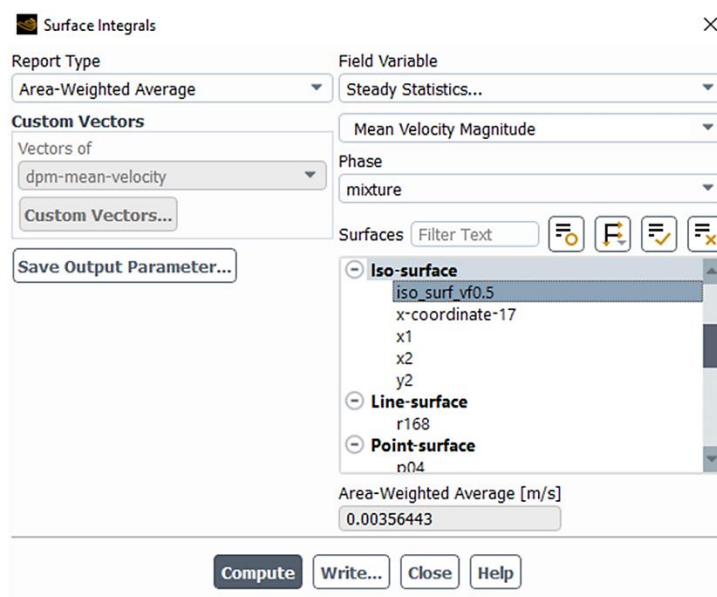 Surface Integrals
Report Type
Area-Weighted Average
Custom Vectors
Vectors of
dpm-mean-velocity
Custom Vectors...
Save Output Parameter...
Field Variable
Steady Statistics...
Mean Velocity Magnitude
Phase
mixture
Surfaces Filter Text
Iso-surface
iso_surf_vf0.5
x-coordinate-17
x1
x2
y2
Line-surface
r168
Point-surface
p04
Area-Weighted Average [m/s]
0.00356443
Compute Write... Close Help